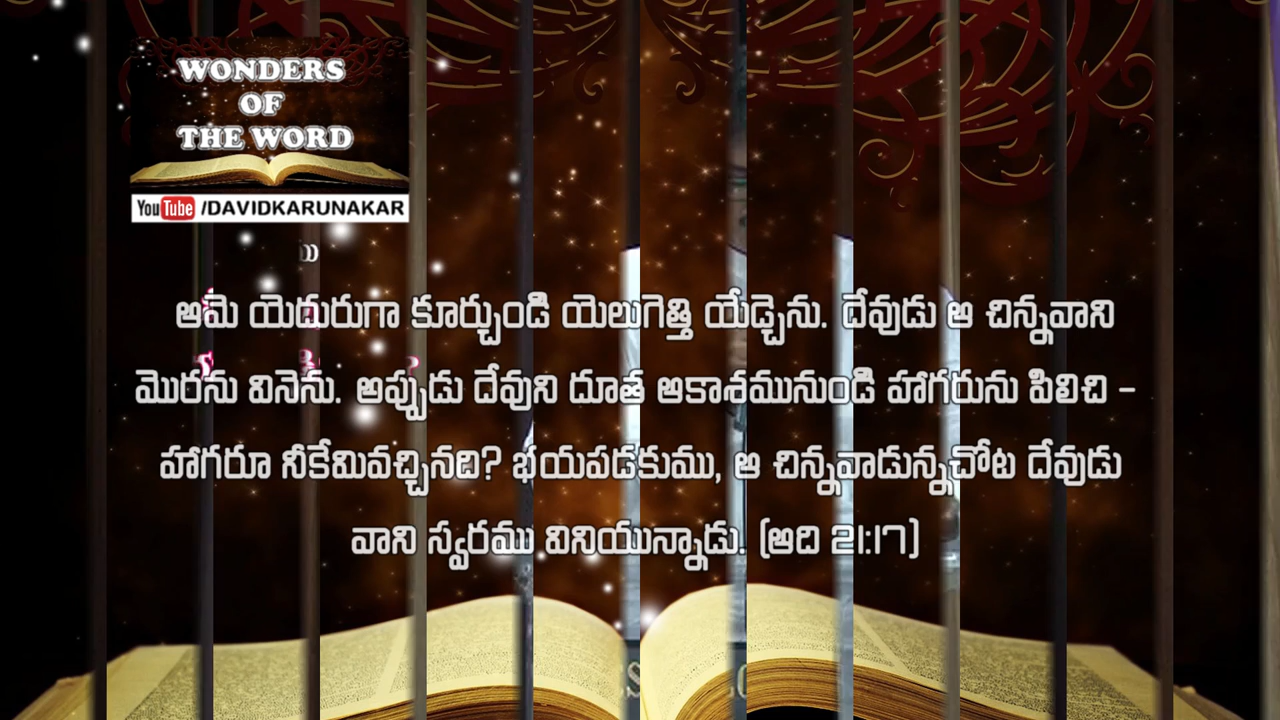 WONDERS
OF
THE WORD
YouTube /DAVIDKARUNAKAR
ఆమె యెదురుగా కూర్చుండి యెలుగెత్తి యేడ్చెను. దేవుడు ఆ చిన్నవాని
మొరను వినెను. అప్పుడు దేవుని దూత ఆకాశమునుండి హాగరును పిలిచి -
హాగరూ నీకేమివచ్చినది? భయపడకుము, ఆ చిన్నవాడున్నచోట దేవుడు
వాని స్వరము వినియున్నాడు. (ఆది 21:17)